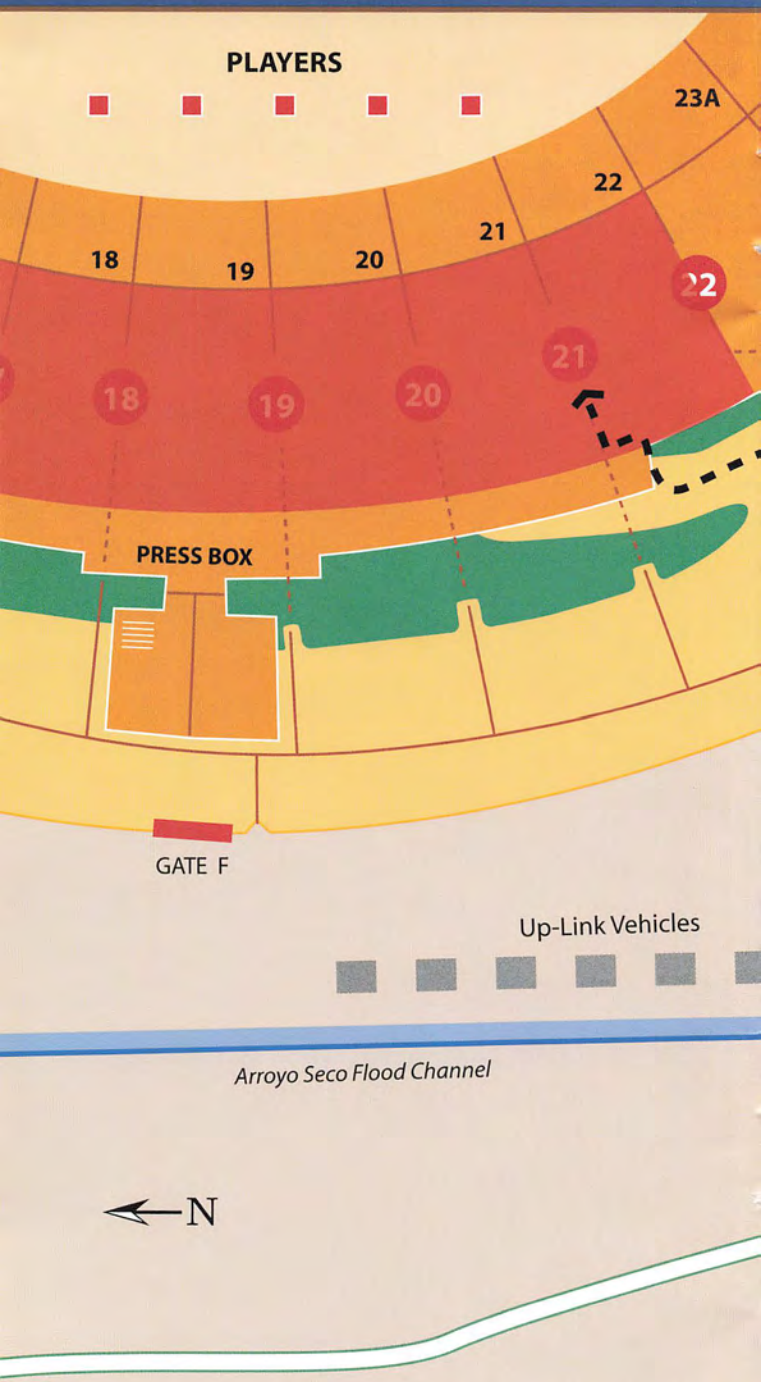 PLAYERS
23A
22
21
20
19
18
22
21
20
19
18
PRESS BOX
GATE F
Up-Link Vehicles
Arroyo Seco Flood Channel
N